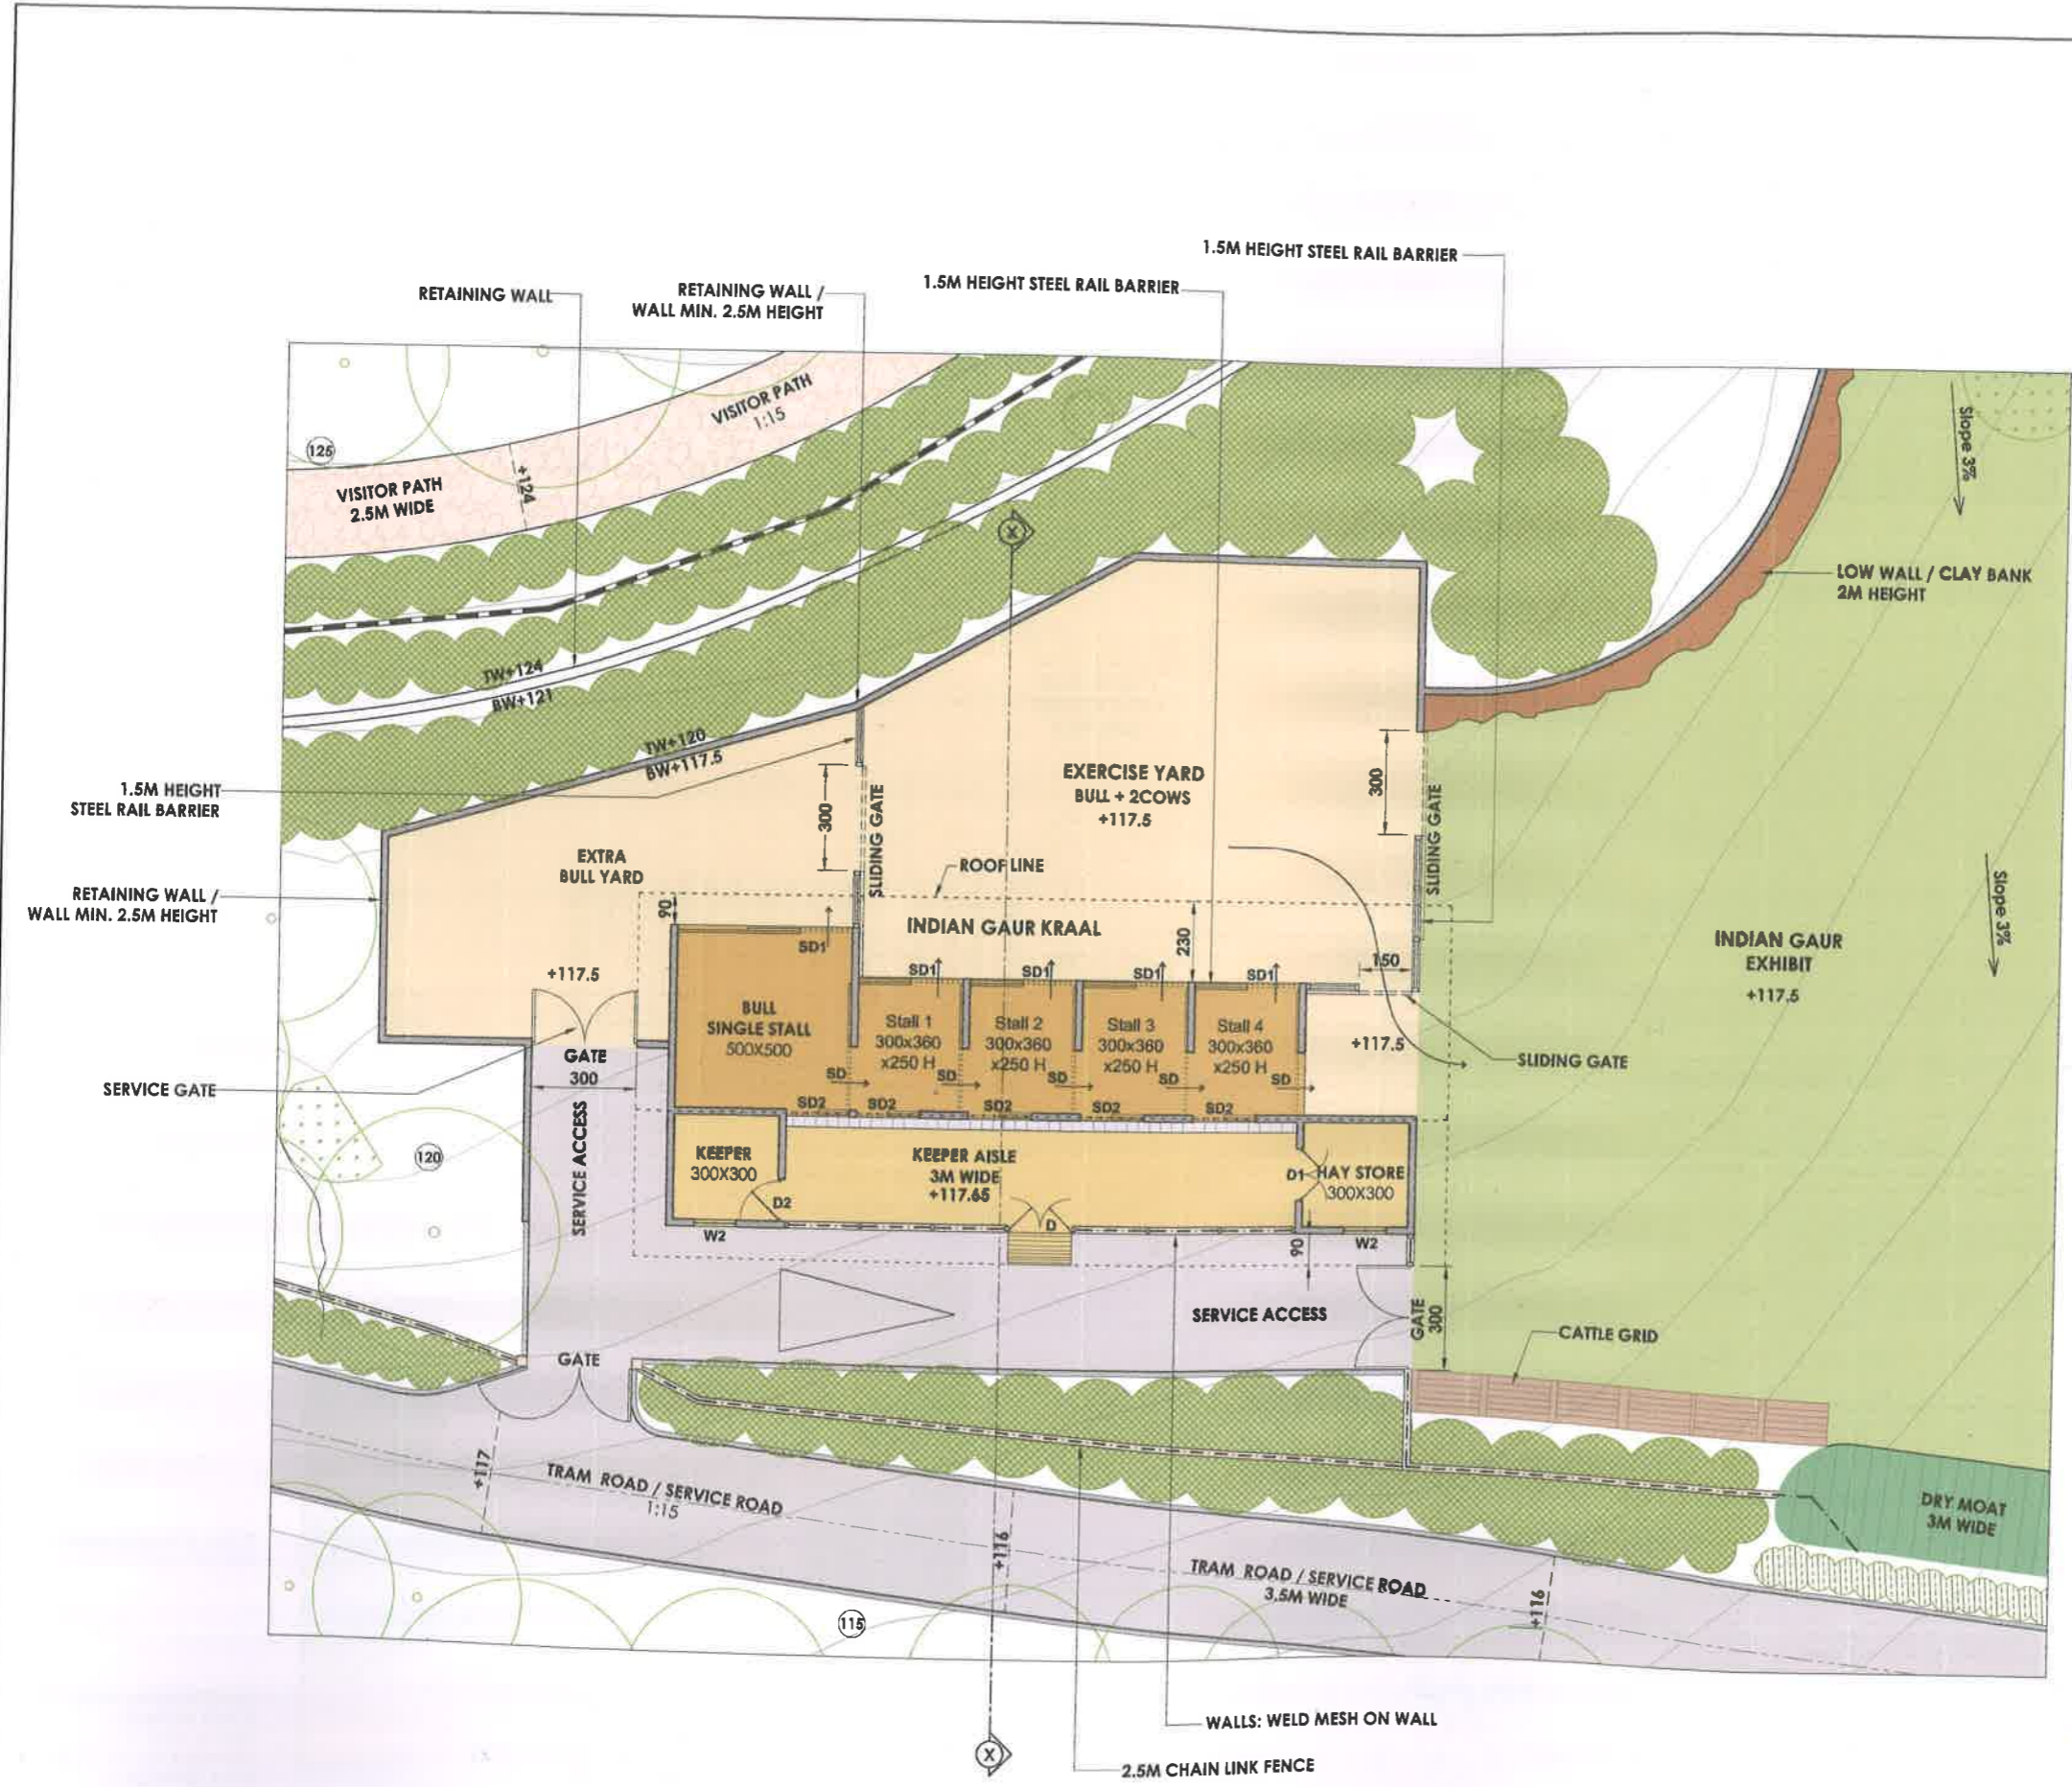 1.5M HEIGHT STEEL RAIL BARRIER
1.5M HEIGHT STEEL RAIL BARRIER
RETAINING WALL
RETAINING WALL /
WALL MIN. 2.5M HEIGHT
VISITOR PATH
1:15
125
VISITOR PATH
2.5M WIDE
+124
Slope 3%
X
LOW WALL / CLAY BANK
2M HEIGHT
TW+124
BW+121
TW+120
BW+117.5
1.5M HEIGHT
STEEL RAIL BARRIER
EXERCISE YARD
BULL + 2COWS
+117.5
300
SLIDING GATE
300
SLIDING GATE
EXTRA
BULL YARD
ROOF LINE
RETAINING WALL /
WALL MIN. 2.5M HEIGHT
90
INDIAN GAUR KRAAL
230
150
INDIAN GAUR
EXHIBIT
+117.5
Slope 3%
+117.5
SD1
SD1
SD1
SD1
SD1
BULL
SINGLE STALL
500X500
Stall 1
300x360
x250 H
Stall 2
300x360
x250 H
Stall 3
300x360
x250 H
Stall 4
300x360
x250 H
+117.5
SLIDING GATE
SERVICE GATE
GATE
300
SD
SD
SD
SD
SD
SD2
SD2
SD2
SD2
SD2
SERVICE ACCESS
120
KEEPER
300X300
D2
KEEPER AISLE
3M WIDE
+117.65
D1
HAY STORE
300X300
W2
D
90
W2
SERVICE ACCESS
GATE
300
CATTLE GRID
GATE
+117
TRAM ROAD / SERVICE ROAD
1:15
+116
TRAM ROAD / SERVICE ROAD
3.5M WIDE
+116
DRY MOAT
3M WIDE
115
WALLS: WELD MESH ON WALL
X
2.5M CHAIN LINK FENCE